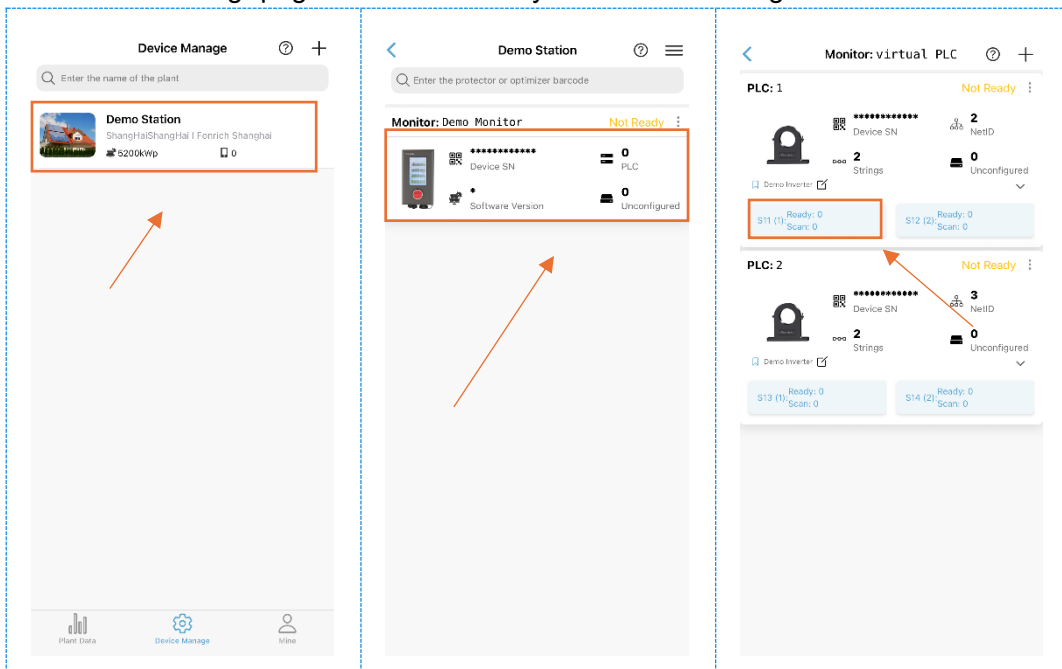 Device Manage
Enter the name of the plant
Demo Station
ShangHaiShangHai I Fonrich Shanghai
5200kWp 0
Plant Data Device Manage Mine
Demo Station
Enter the protector or optimizer barcode
Monitor: Demo Monitor Not Ready
************ 0
Device SN PLC
* 0
Software Version Unconfigured
Monitor: virtual PLC
PLC: 1 Not Ready
************ 2
Device SN NetID
2 0
Strings Unconfigured
Demo Inverter
S11 (1): Ready: 0 S12 (2): Ready: 0
Scan: 0 Scan: 0
PLC: 2 Not Ready
************ 3
Device SN NetID
2 0
Strings Unconfigured
Demo Inverter
S13 (1): Ready: 0 S14 (2): Ready: 0
Scan: 0 Scan: 0